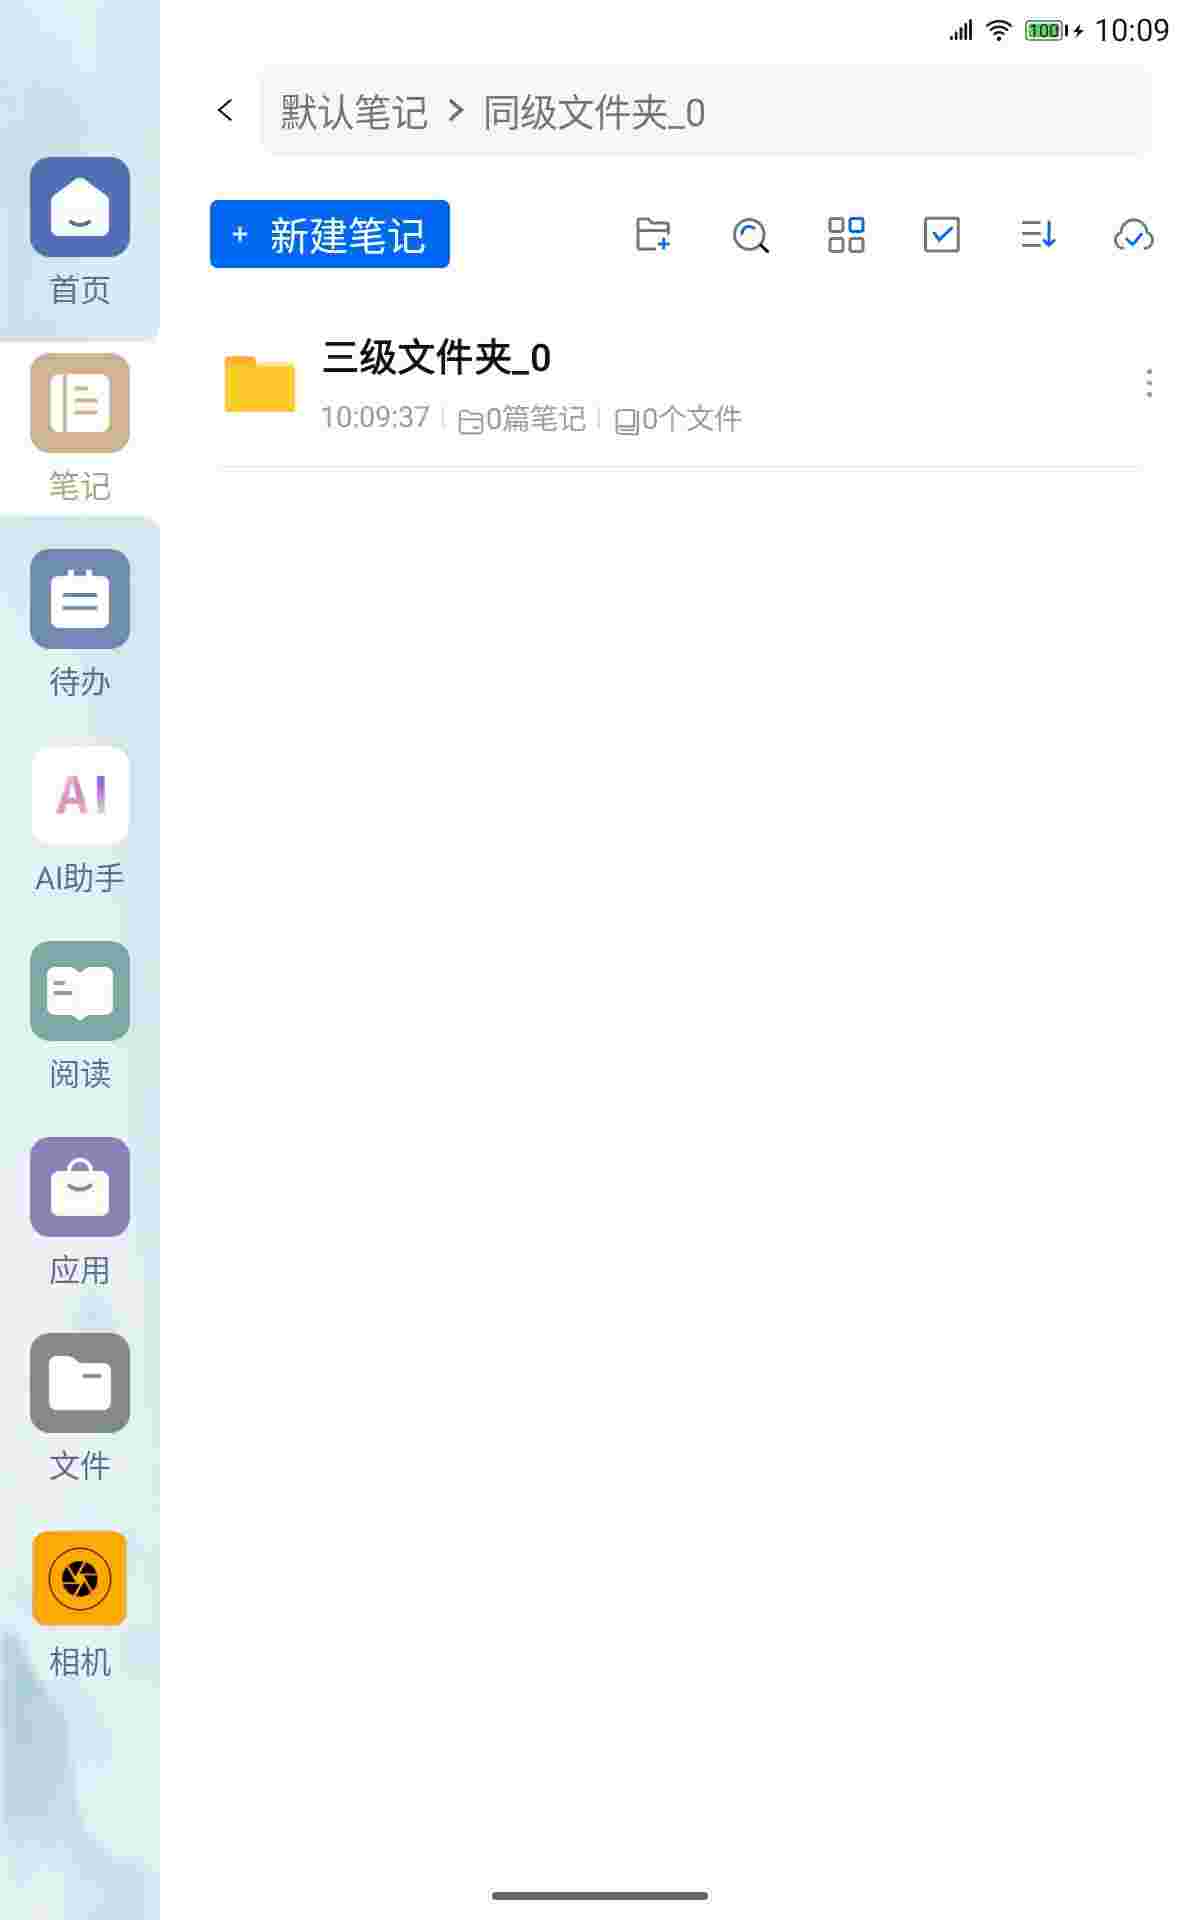 100 10:09
默认笔记 > 同级文件夹_0
+ 新建笔记
三级文件夹_0
10:09:37 0篇笔记 0个文件
首页
笔记
待办
AI
AI助手
阅读
应用
文件
相机